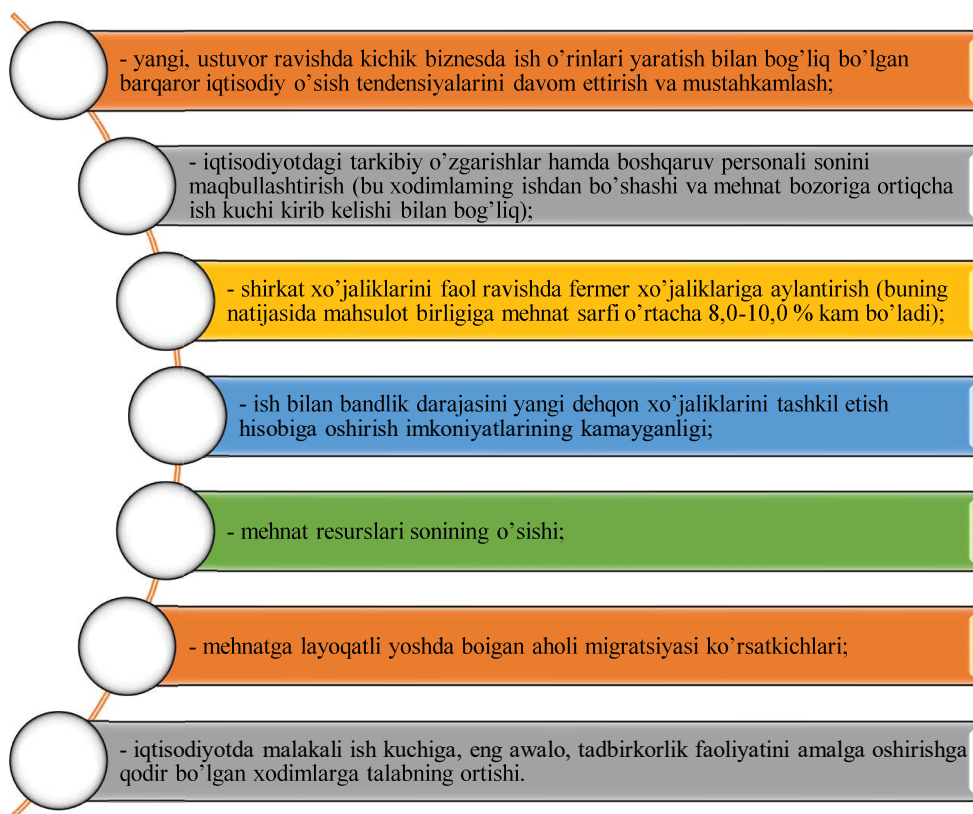 - yangi, ustuvor ravishda kichik biznesda ish o’rinlari yaratish bilan bog’liq bo’lgan
barqaror iqtisodiy o’sish tendensiyalarini davom ettirish va mustahkamlash;
- iqtisodiyotdagi tarkibiy o’zgarishlar hamda boshqaruv personali sonini
maqbullashtirish (bu xodimlaming ishdan bo’shashi va mehnat bozoriga ortiqcha
ish kuchi kirib kelishi bilan bog’liq);
- shirkat xo’jaliklarini faol ravishda fermer xo’jaliklariga aylantirish (buning
natijasida mahsulot birligiga mehnat sarfi o’rtacha 8,0-10,0 % kam bo’ladi);
- ish bilan bandlik darajasini yangi dehqon xo’jaliklarini tashkil etish
hisobiga oshirish imkoniyatlarining kamayganligi;
- mehnat resurslari sonining o’sishi;
- mehnatga layoqatli yoshda boigan aholi migratsiyasi ko’rsatkichlari;
- iqtisodiyotda malakali ish kuchiga, eng awalo, tadbirkorlik faoliyatini amalga oshirishga
qodir bo’lgan xodimlarga talabning ortishi.